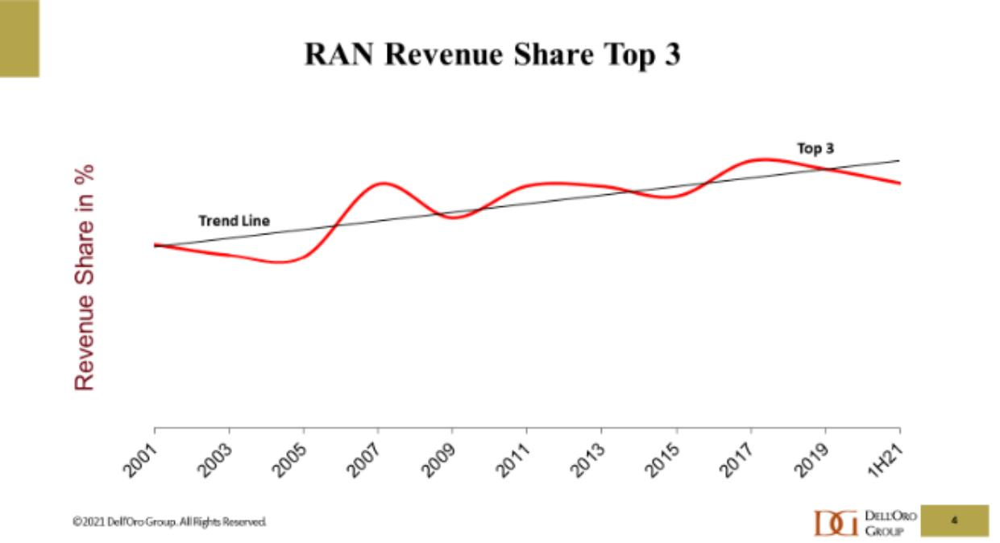 RAN Revenue Share Top 3
Top 3
Trend Line
Revenue Share in %
2001
2003
2005
2007
2009
2011
2013
2015
2017
2019
1H21
©2021 Dell'Oro Group. All Rights Reserved.
DG
DELL'ORO
GROUP
4